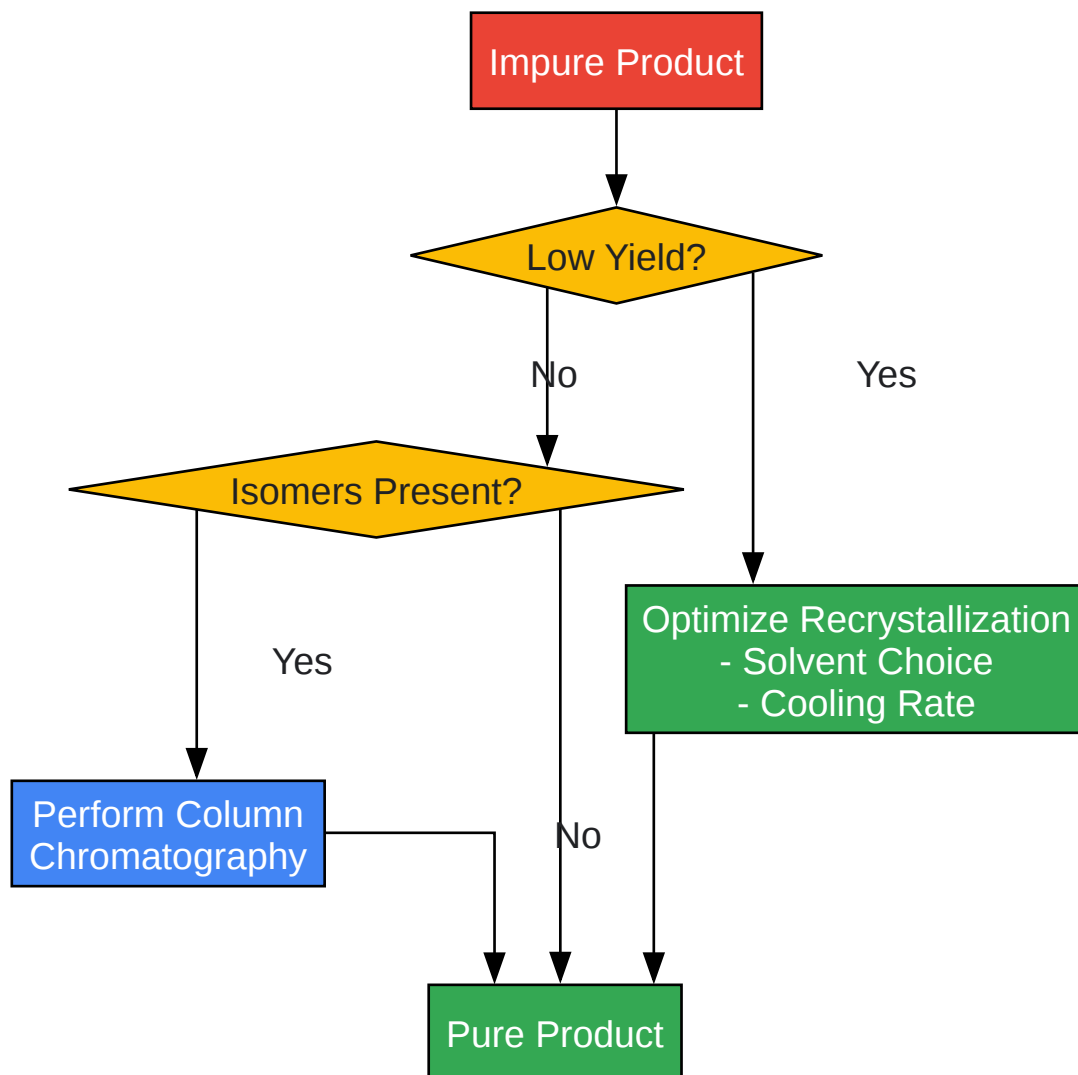 Impure Product
Low Yield?
No
Yes
Isomers Present?
Optimize Recrystallization
- Solvent Choice
- Cooling Rate
Yes
Perform Column
Chromatography
No
Pure Product